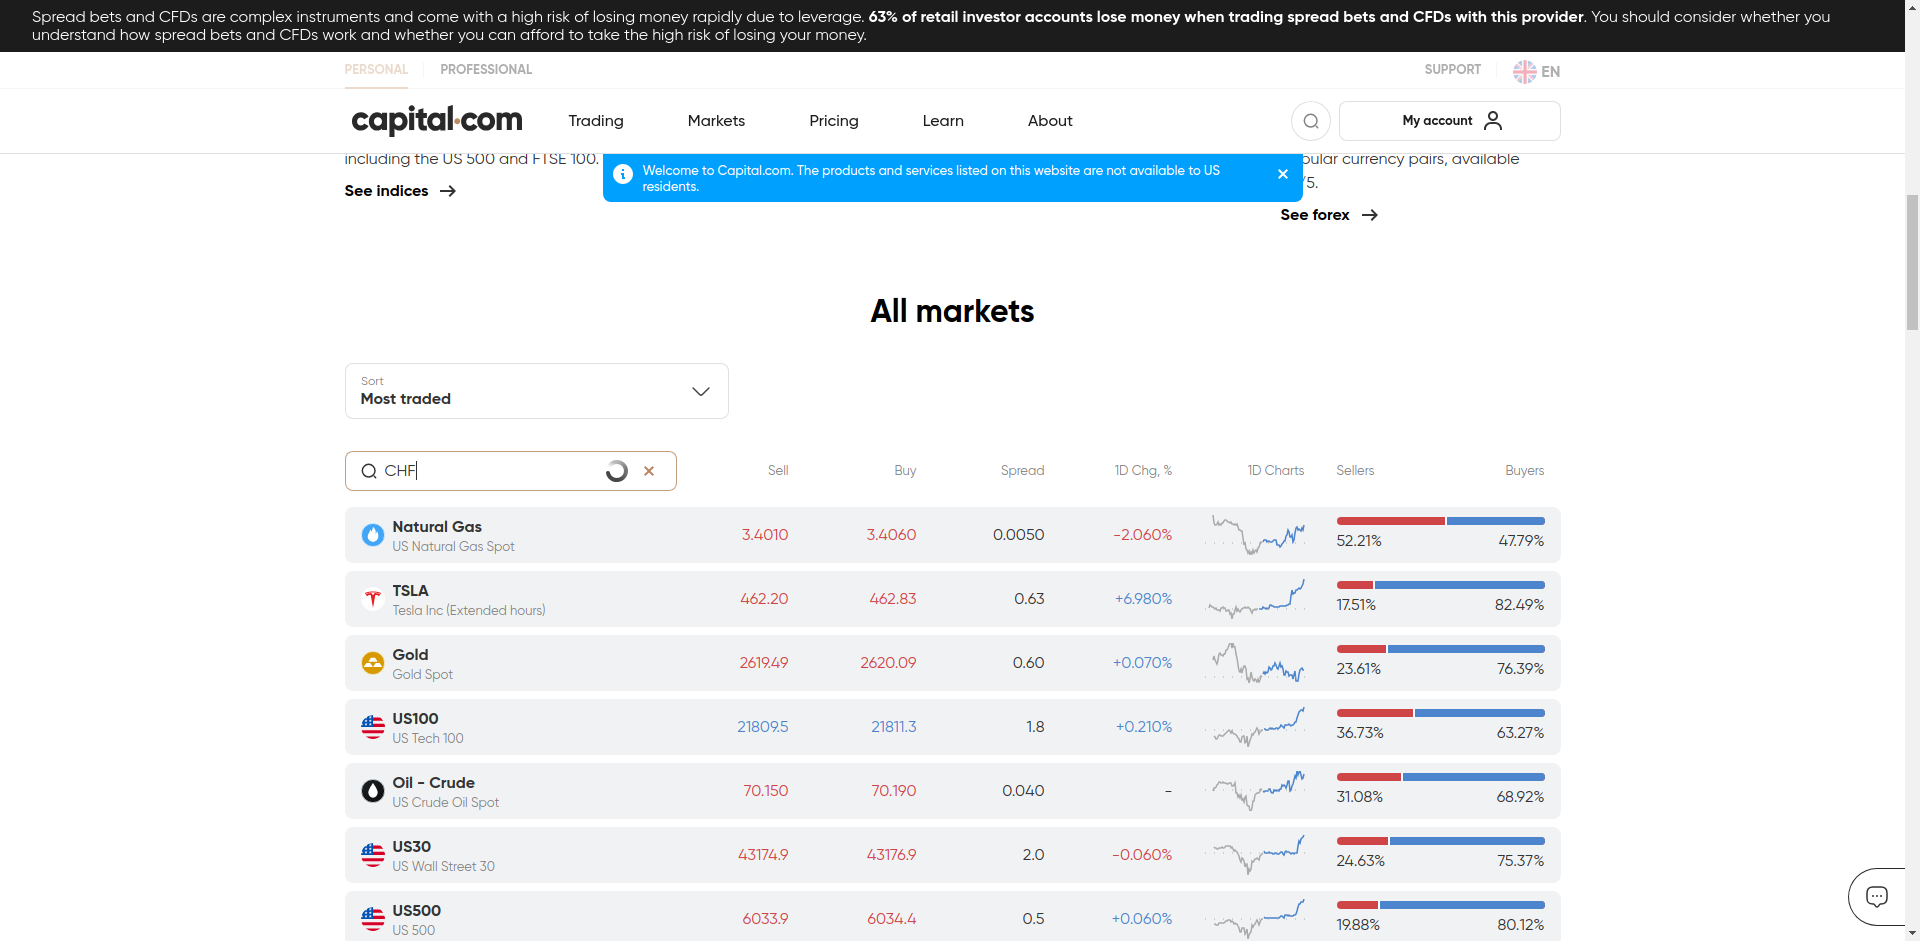 Spread bets and CFDs are complex instruments and come with a high risk of losing money rapidly due to leverage. 63% of retail investor accounts lose money when trading spread bets and CFDs with this provider. You should consider whether you
understand how spread bets and CFDs work and whether you can afford to take the high risk of losing your money.
PERSONAL PROFESSIONAL SUPPORT EN
capital.com Trading Markets Pricing Learn About My account
including the US 500 and FTSE 100.
Welcome to Capital.com. The products and services listed on this website are not available to US
residents.
pular currency pairs, available
/5.
See indices
See forex
All markets
Sort
Most traded
CHF Sell Buy Spread 1D Chg, % 1D Charts Sellers Buyers
Natural Gas
US Natural Gas Spot
3.4010 3.4060 0.0050 -2.060% 52.21% 47.79%
TSLA
Tesla Inc (Extended hours)
462.20 462.83 0.63 +6.980% 17.51% 82.49%
Gold
Gold Spot
2619.49 2620.09 0.60 +0.070% 23.61% 76.39%
US100
US Tech 100
21809.5 21811.3 1.8 +0.210% 36.73% 63.27%
Oil - Crude
US Crude Oil Spot
70.150 70.190 0.040 - 31.08% 68.92%
US30
US Wall Street 30
43174.9 43176.9 2.0 -0.060% 24.63% 75.37%
US500
US 500
6033.9 6034.4 0.5 +0.060% 19.88% 80.12%